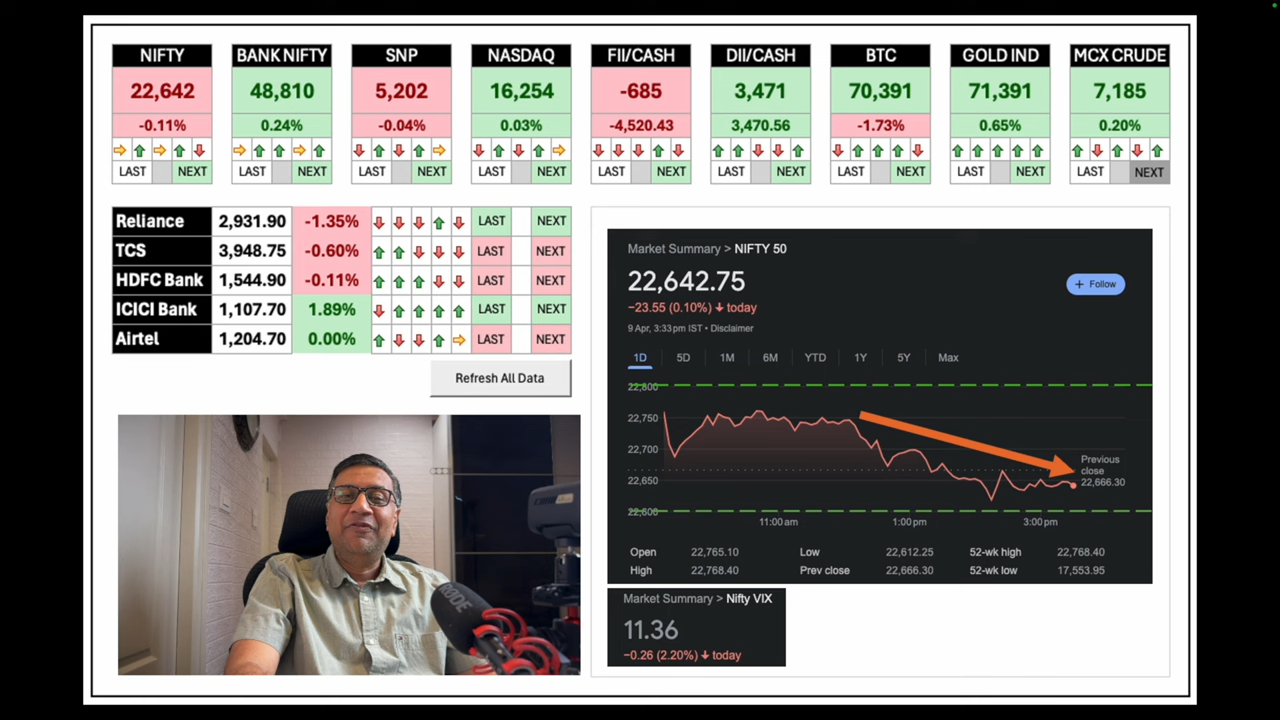 NIFTY BANK NIFTY SNP NASDAQ FII/CASH DII/CASH BTC GOLD IND MCX CRUDE
22,642 48,810 5,202 16,254 -685 3,471 70,391 71,391 7,185
-0.11% 0.24% -0.04% 0.03% -4,520.43 3,470.56 -1.73% 0.65% 0.20%
LAST NEXT LAST NEXT LAST NEXT LAST NEXT LAST NEXT LAST NEXT LAST NEXT LAST NEXT LAST NEXT
Reliance 2,931.90 -1.35% LAST NEXT
TCS 3,948.75 -0.60% LAST NEXT
HDFC Bank 1,544.90 -0.11% LAST NEXT
ICICI Bank 1,107.70 1.89% LAST NEXT
Airtel 1,204.70 0.00% LAST NEXT
Refresh All Data
RØDE
Market Summary > NIFTY 50
22,642.75
+ Follow
−23.55 (0.10%) today
9 Apr, 3:33 pm IST • Disclaimer
1D 5D 1M 6M YTD 1Y 5Y Max
22,800
22,750
22,700
22,650
22,600
Previous
close
22,666.30
11:00 am 1:00 pm 3:00 pm
Open 22,765.10 Low 22,612.25 52-wk high 22,768.40
High 22,768.40 Prev close 22,666.30 52-wk low 17,553.95
Market Summary > Nifty VIX
11.36
−0.26 (2.20%) today